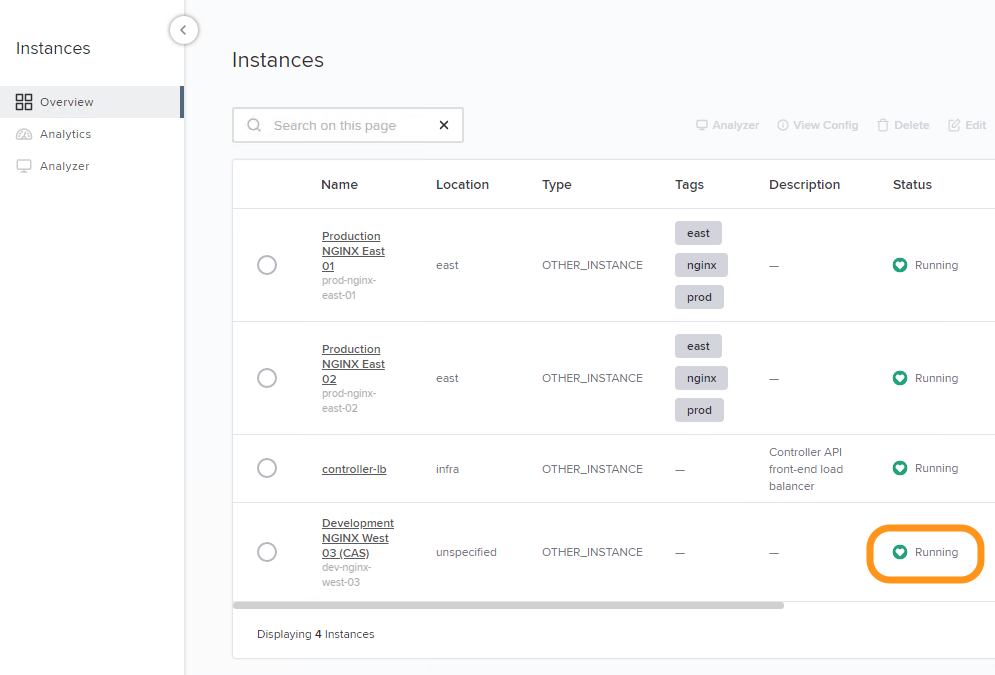 Instances
Overview
Analytics
Analyzer
Instances
Search on this page
Analyzer View Config Delete Edit
Name Location Type Tags Description Status
Production
NGINX East
01
prod-nginx-
east-01
east
OTHER_INSTANCE
east
nginx
prod
—
Running
Production
NGINX East
02
prod-nginx-
east-02
east
OTHER_INSTANCE
east
nginx
prod
—
Running
controller-lb
infra
OTHER_INSTANCE
—
Controller API
front-end load
balancer
Running
Development
NGINX West
03 (CAS)
dev-nginx-
west-03
unspecified
OTHER_INSTANCE
—
—
Running
Displaying 4 Instances